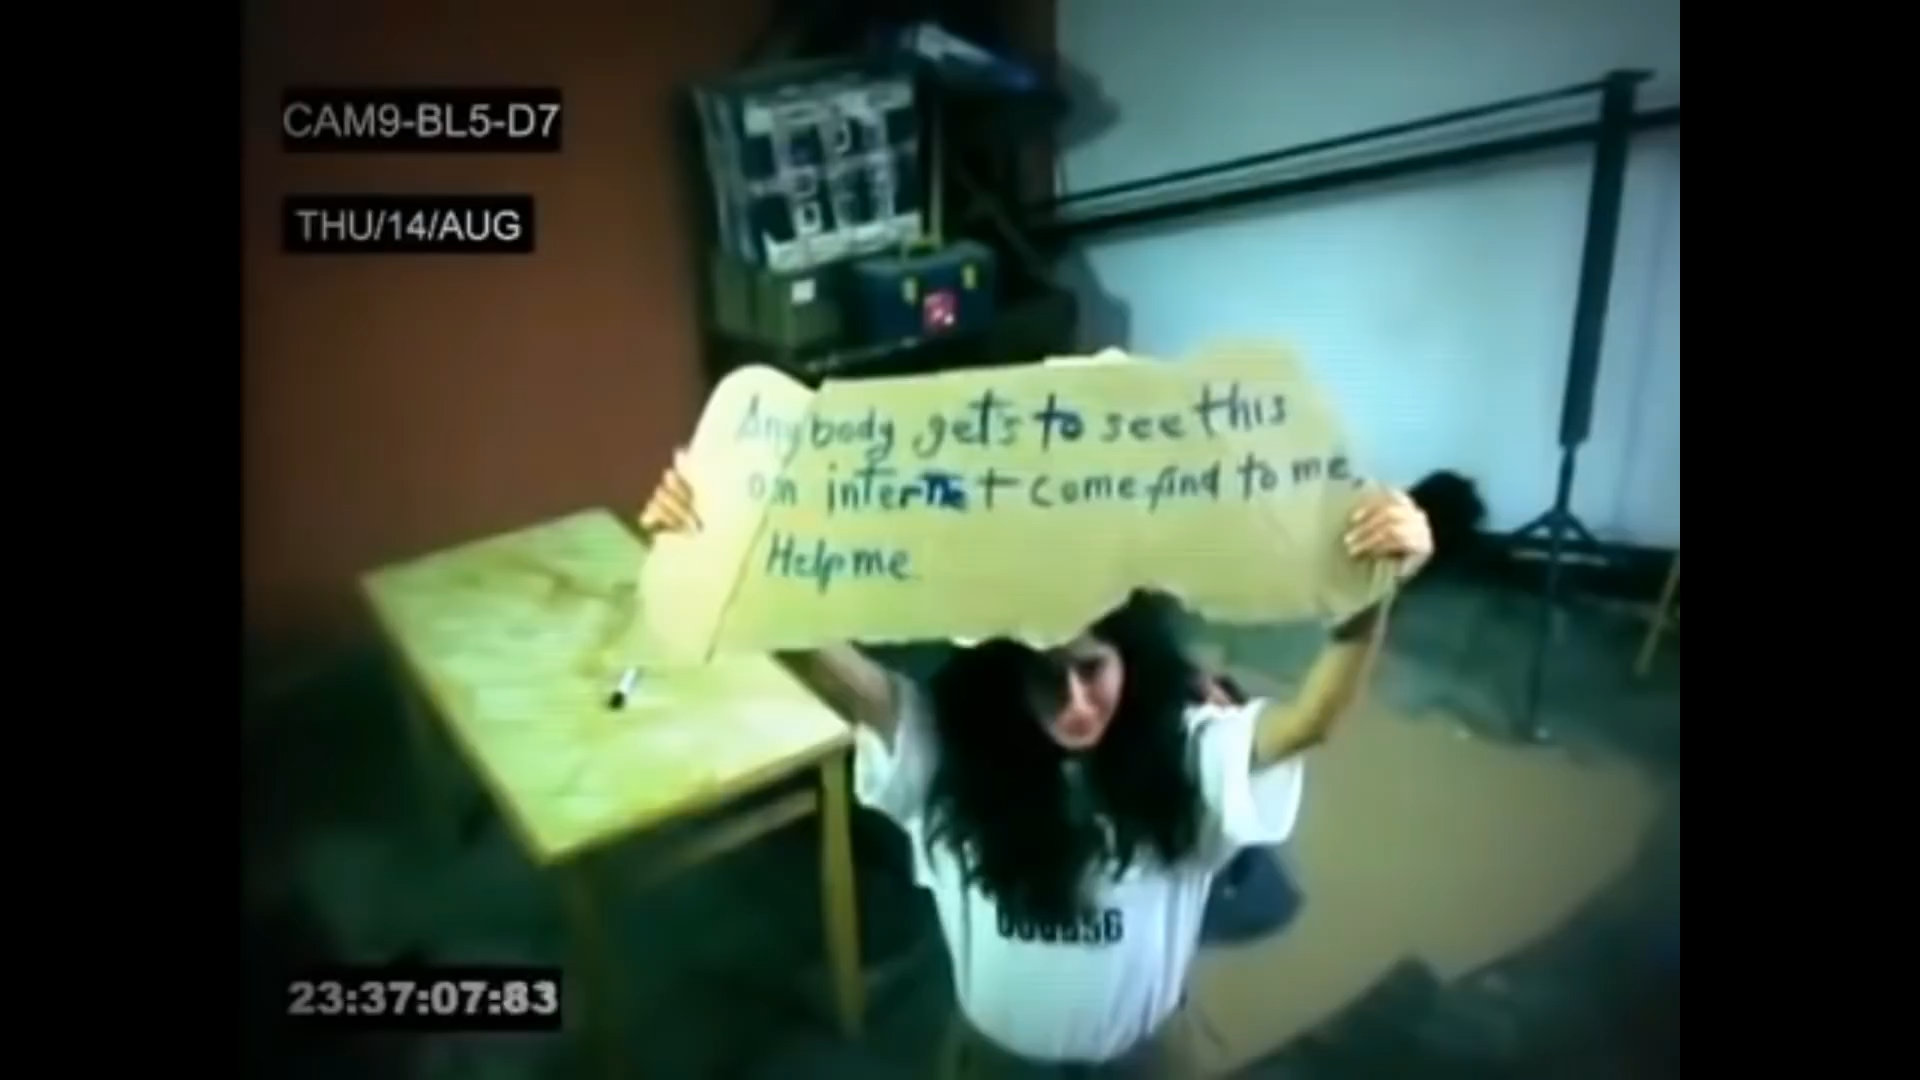 CAM9-BL5-D7
THU/14/AUG
Anybody gets to see this
on internet come find to me,
Help me
23:37:07:83